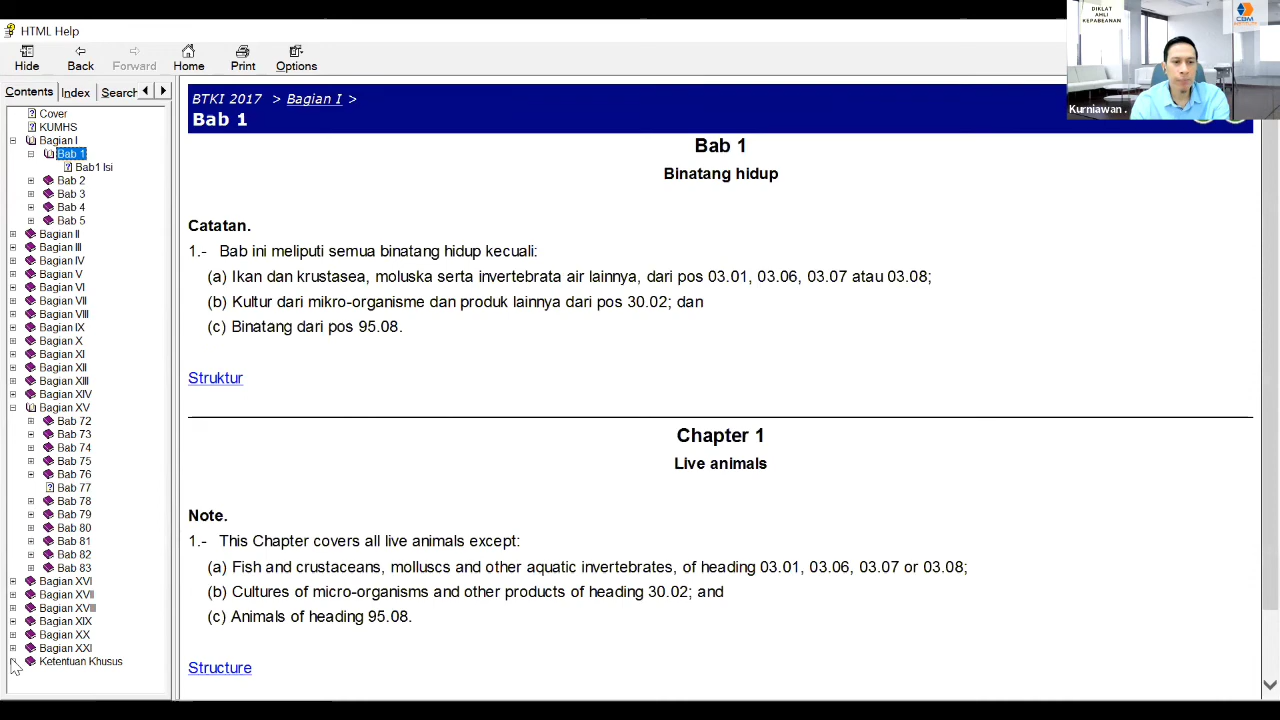 HTML Help
Hide Back Forward Home Print Options
Contents Index Search
Cover
KUMHS
Bagian I
Bab 1
Bab1 Isi
Bab 2
Bab 3
Bab 4
Bab 5
Bagian II
Bagian III
Bagian IV
Bagian V
Bagian VI
Bagian VII
Bagian VIII
Bagian IX
Bagian X
Bagian XI
Bagian XII
Bagian XIII
Bagian XIV
Bagian XV
Bab 72
Bab 73
Bab 74
Bab 75
Bab 76
Bab 77
Bab 78
Bab 79
Bab 80
Bab 81
Bab 82
Bab 83
Bagian XVI
Bagian XVII
Bagian XVIII
Bagian XIX
Bagian XX
Bagian XXI
Ketentuan Khusus
BTKI 2017 > Bagian I >
Bab 1
Bab 1
Binatang hidup
Catatan.
1.- Bab ini meliputi semua binatang hidup kecuali:
(a) Ikan dan krustasea, moluska serta invertebrata air lainnya, dari pos 03.01, 03.06, 03.07 atau 03.08;
(b) Kultur dari mikro-organisme dan produk lainnya dari pos 30.02; dan
(c) Binatang dari pos 95.08.
Struktur
Chapter 1
Live animals
Note.
1.- This Chapter covers all live animals except:
(a) Fish and crustaceans, molluscs and other aquatic invertebrates, of heading 03.01, 03.06, 03.07 or 03.08;
(b) Cultures of micro-organisms and other products of heading 30.02; and
(c) Animals of heading 95.08.
Structure
DIKLAT
AHLI
KEPABEANAN
CBM
Kurniawan .